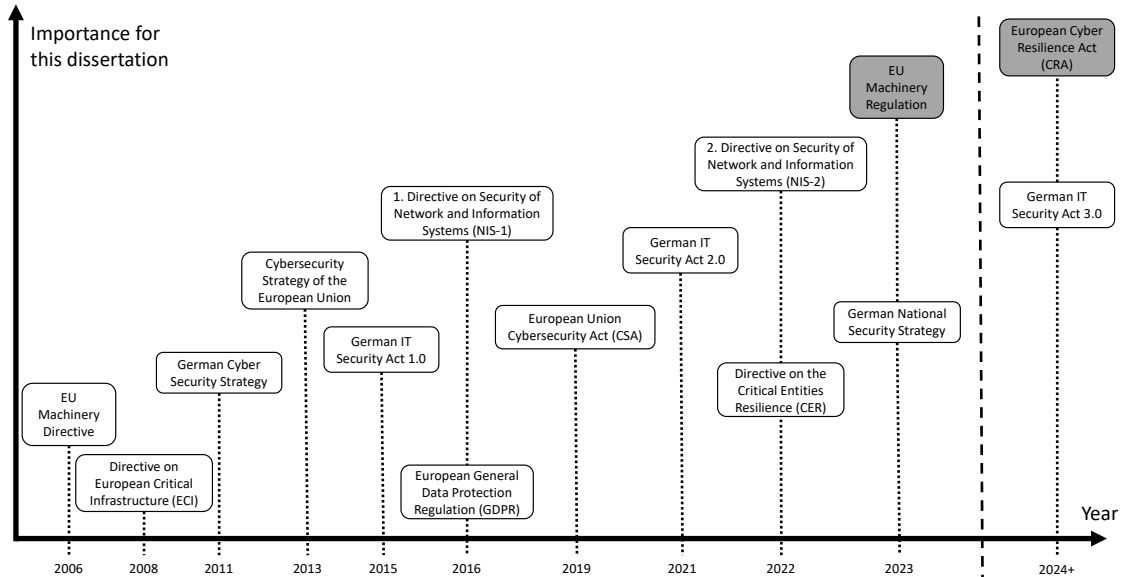 Importance for
this dissertation
European Cyber
Resilience Act
(CRA)
EU
Machinery
Regulation
2. Directive on Security of
Network and Information
Systems (NIS-2)
1. Directive on Security of
Network and Information
Systems (NIS-1)
German IT
Security Act 3.0
German IT
Security Act 2.0
Cybersecurity
Strategy of the
European Union
European Union
Cybersecurity Act (CSA)
German National
Security Strategy
German IT
Security Act 1.0
German Cyber
Security Strategy
Directive on the
Critical Entities
Resilience (CER)
EU
Machinery
Directive
Directive on
European Critical
Infrastructure (ECI)
European General
Data Protection
Regulation (GDPR)
Year
2006
2008
2011
2013
2015
2016
2019
2021
2022
2023
2024+